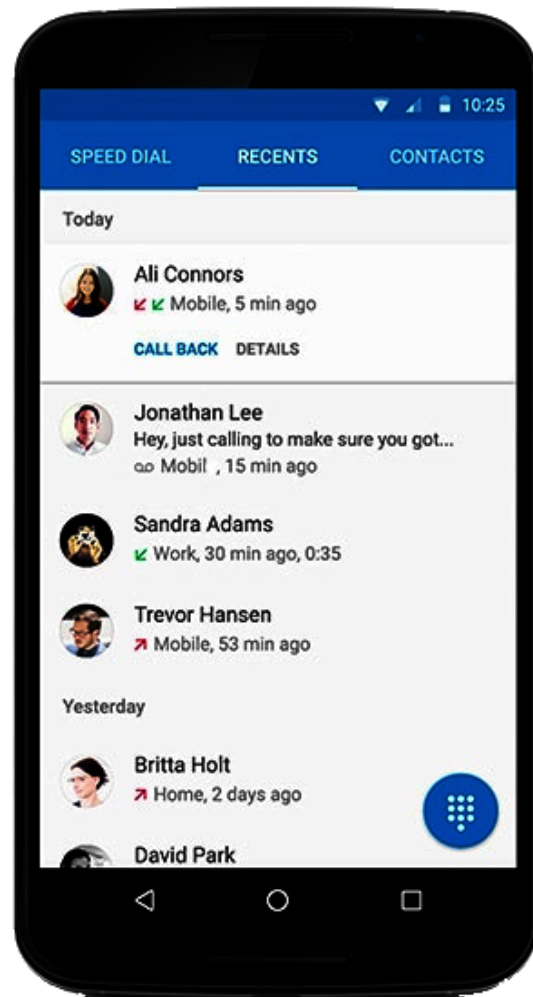 10:25
SPEED DIAL RECENTS CONTACTS
Today
Ali Connors
Mobile, 5 min ago
CALL BACK DETAILS
Jonathan Lee
Hey, just calling to make sure you got...
Mobil , 15 min ago
Sandra Adams
Work, 30 min ago, 0:35
Trevor Hansen
Mobile, 53 min ago
Yesterday
Britta Holt
Home, 2 days ago
David Park